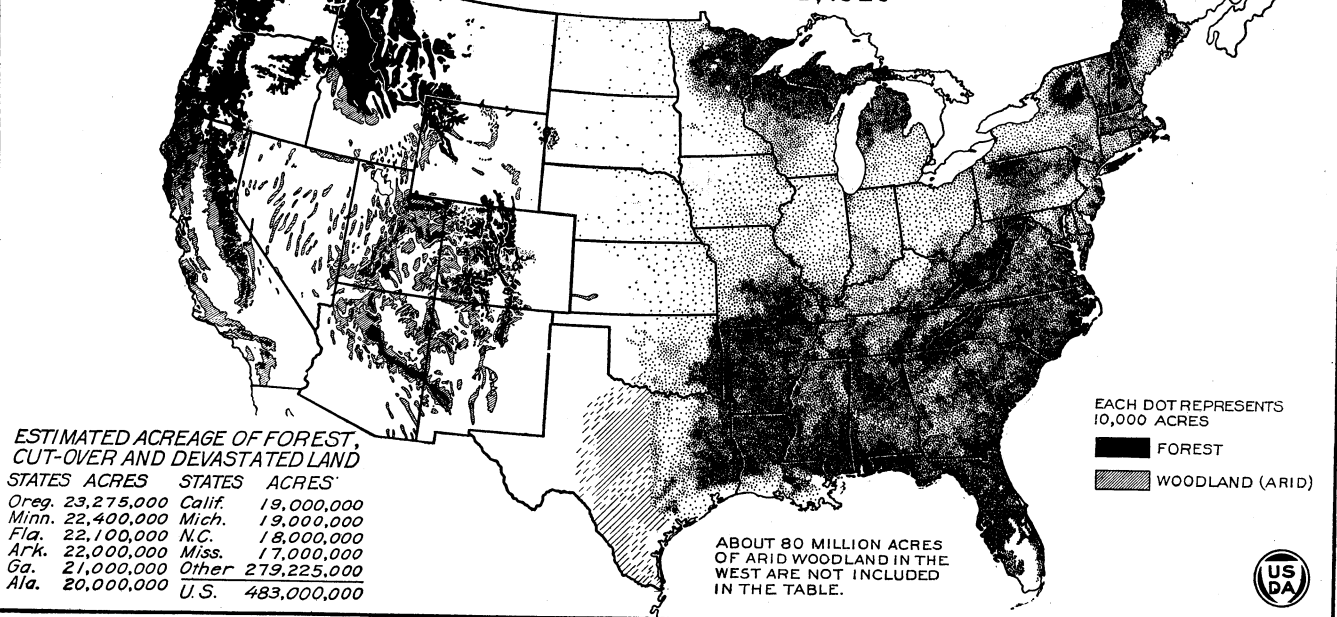 ESTIMATED ACREAGE OF FOREST,
CUT-OVER AND DEVASTATED LAND
STATES ACRES STATES ACRES
Oreg. 23,275,000 Calif. 19,000,000
Minn. 22,400,000 Mich. 19,000,000
Fla. 22,100,000 N.C. 18,000,000
Ark. 22,000,000 Miss. 17,000,000
Ga. 21,000,000 Other 279,225,000
Ala. 20,000,000 U.S. 483,000,000
ABOUT 80 MILLION ACRES
OF ARID WOODLAND IN THE
WEST ARE NOT INCLUDED
IN THE TABLE.
EACH DOT REPRESENTS
10,000 ACRES
FOREST
WOODLAND (ARID)
US
DA